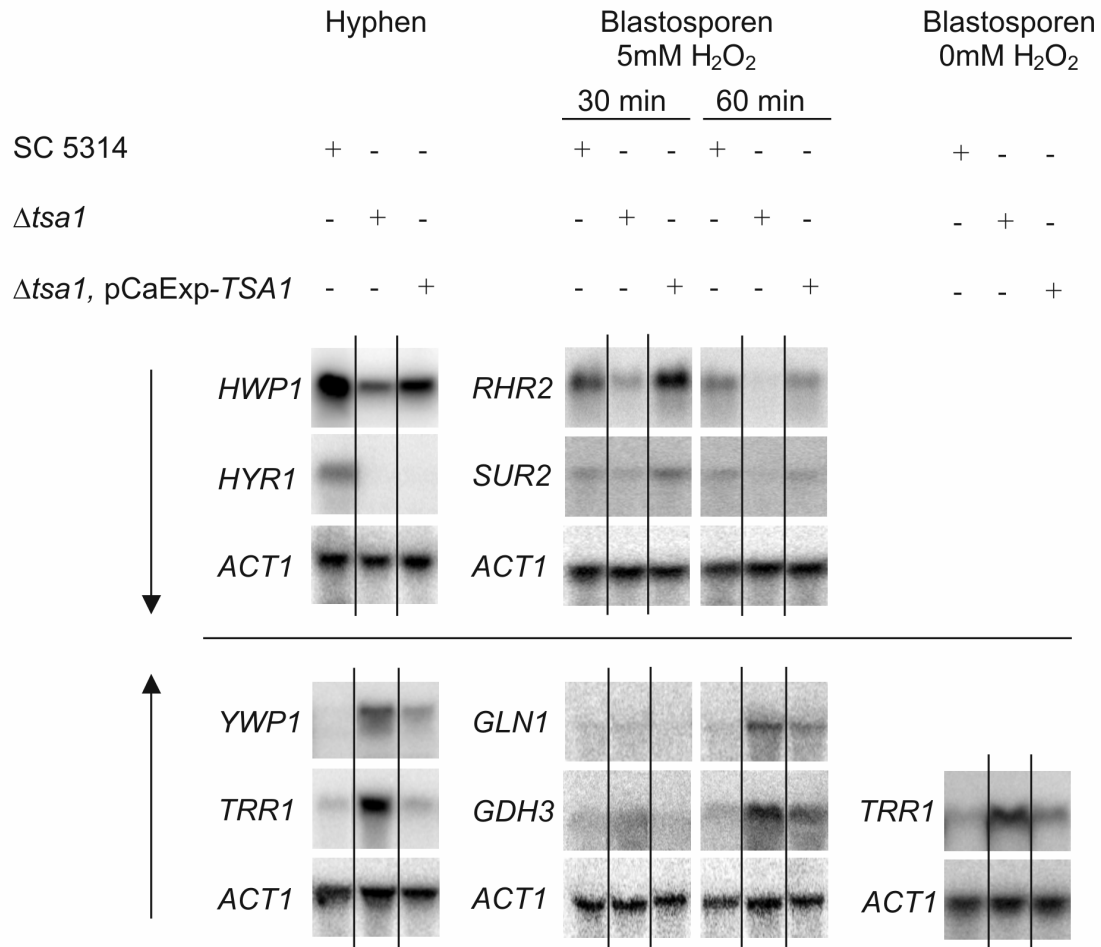 Hyphen Blastosporen Blastosporen
5mM H₂O₂ 0mM H₂O₂
30 min 60 min
SC 5314 + - - + - - + - - + - -
Δtsa1 - + - - + - - + - - + -
Δtsa1, pCaExp-TSA1 - - + - - + - - + - - +
HWP1 RHR2
HYR1 SUR2
ACT1 ACT1
YWP1 GLN1
TRR1 GDH3 TRR1
ACT1 ACT1 ACT1